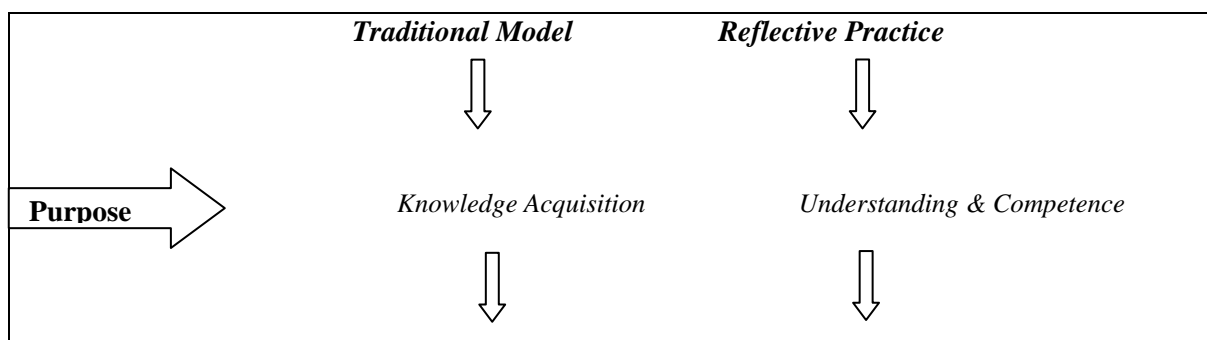 Traditional Model Reflective Practice
Purpose Knowledge Acquisition Understanding & Competence